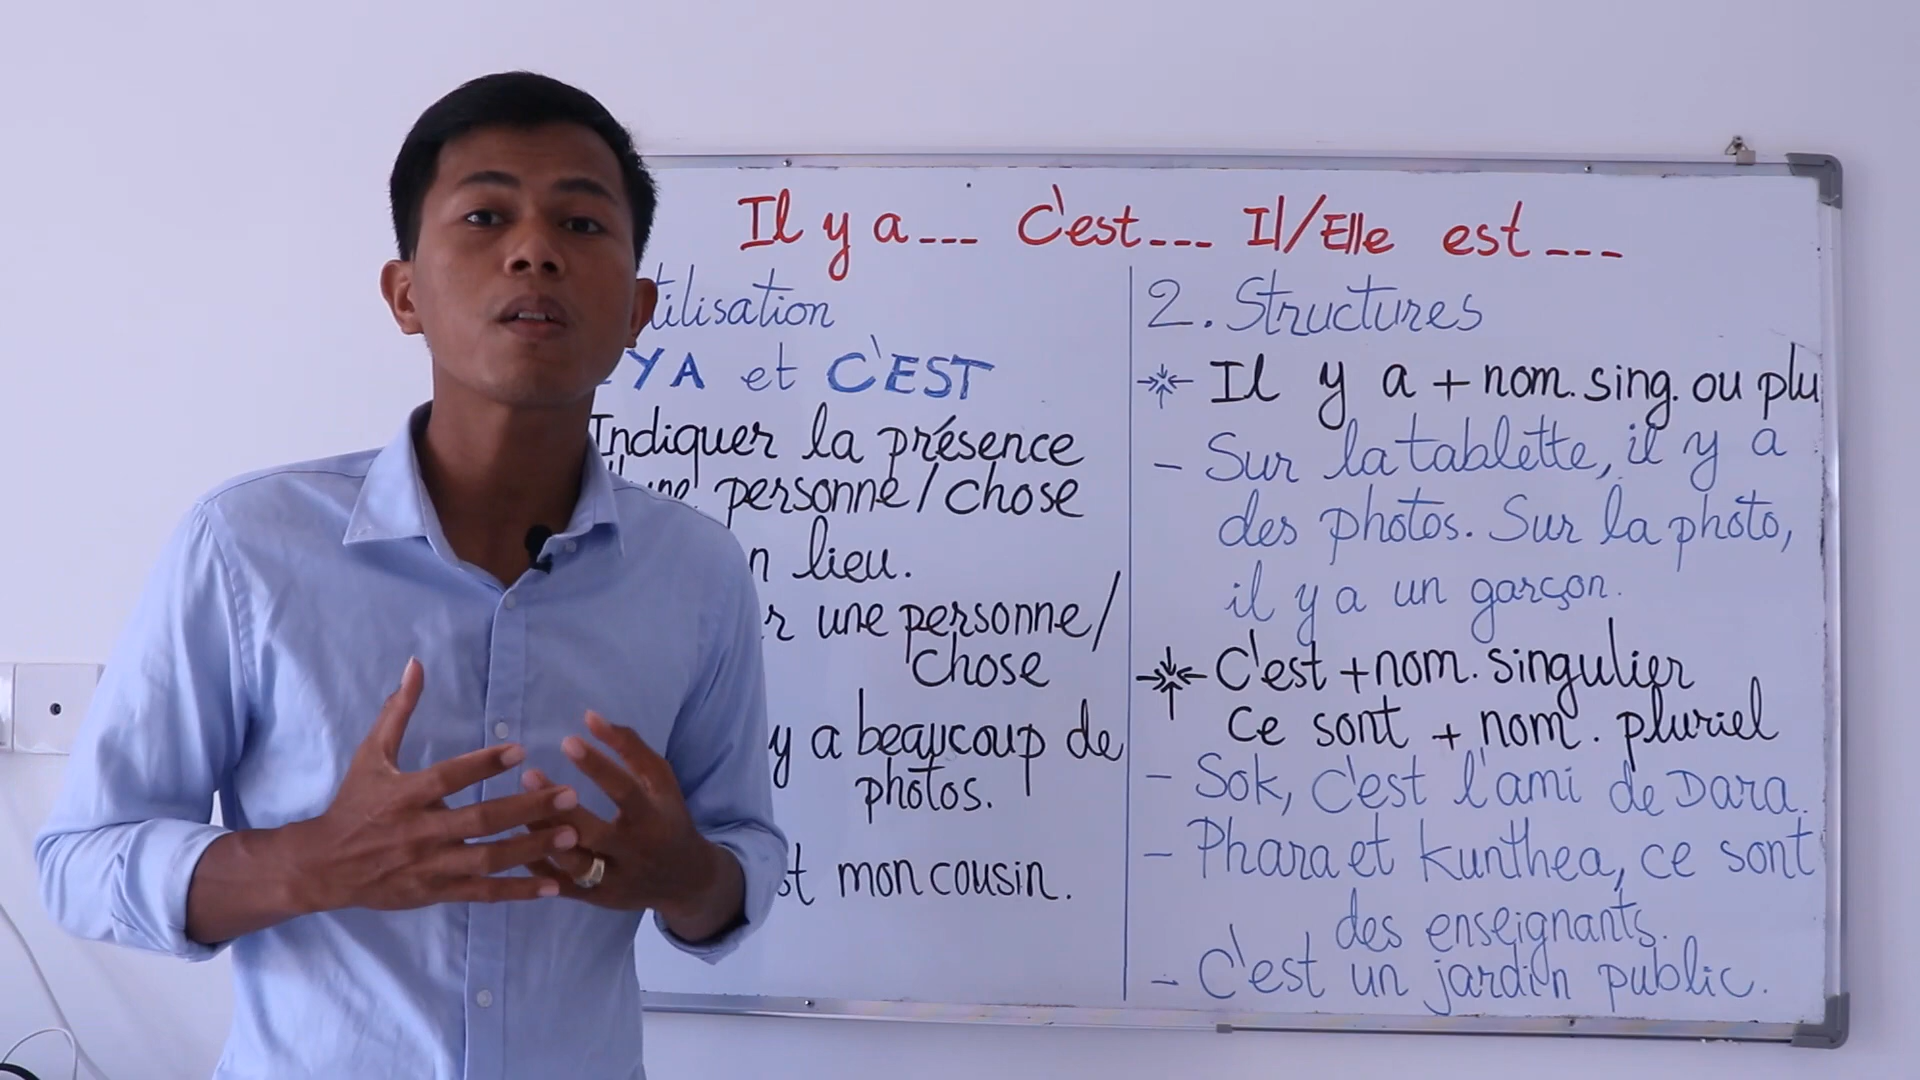 Il y a --- C'est --- Il/Elle est ---
tilisation
Y A et C'EST
Indiquer la présence
personne/chose
lieu.
une personne/
chose
y a beaucoup de
photos.
mon cousin.
2. Structures
Il y a + nom. sing. ou plu
- Sur la tablette, il y a
des photos. Sur la photo,
il y a un garçon.
C'est + nom. singulier
Ce sont + nom. pluriel
- Sok, c'est l'ami de Dara.
- Phara et Kunthea, ce sont
des enseignants.
- C'est un jardin public.